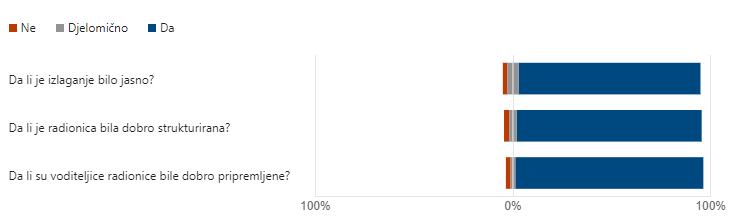 Ne Djelomično Da
Da li je izlaganje bilo jasno?
Da li je radionica bila dobro strukturirana?
Da li su voditeljice radionice bile dobro pripremljene?
100% 0% 100%